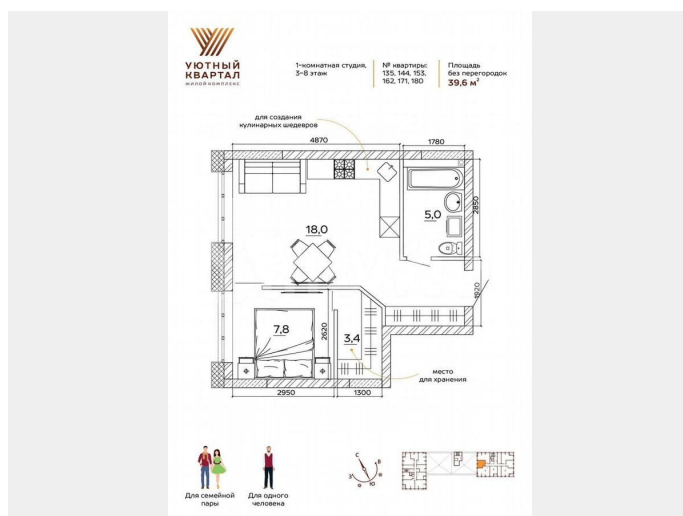 УЮТНЫЙ
КВАРТАЛ
ЖИЛОЙ КОМПЛЕКС
1-комнатная студия,
3-8 этаж
№ квартиры:
135, 144, 153,
162, 171, 180
Площадь
без перегородок
39,6 м²
для создания
кулинарных шедевров
4870
1780
5,0
2850
18,0
1920
7,8
2620
3,4
место
для хранения
2950
1300
Для семейной
пары
Для одного
человека
С
В
З
Ю